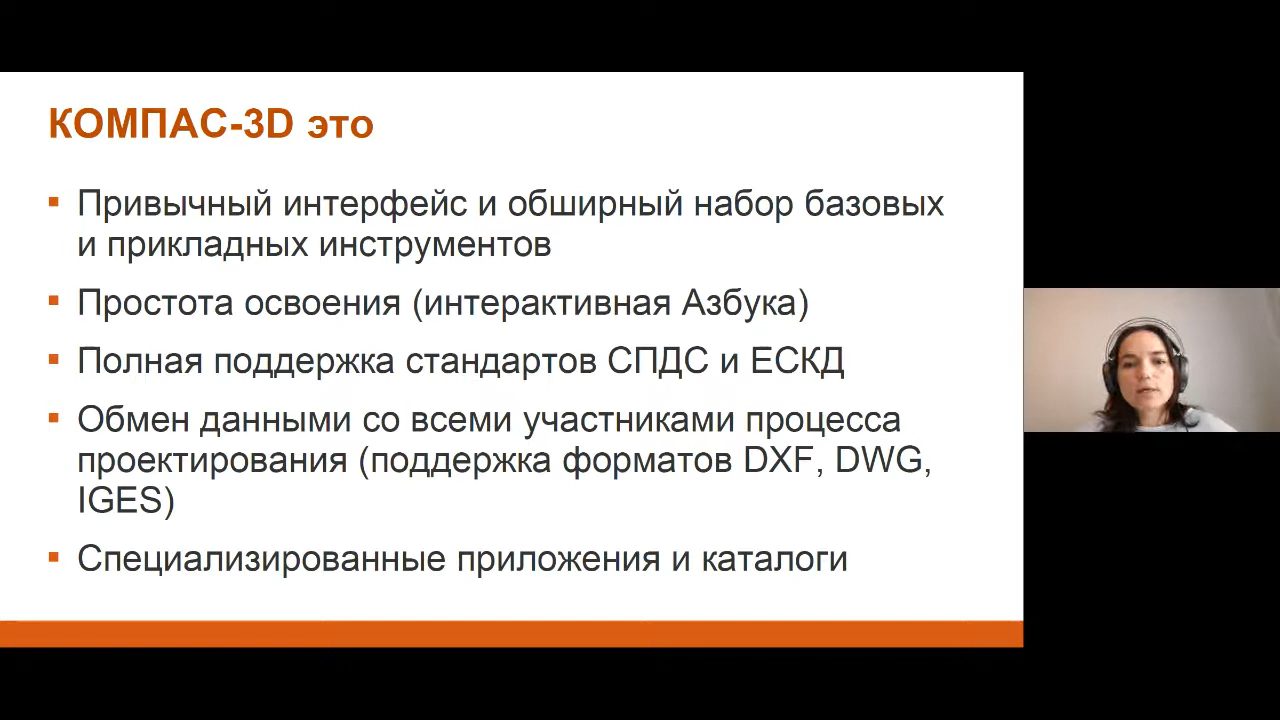 КОМПАС-3D это
Привычный интерфейс и обширный набор базовых
и прикладных инструментов
Простота освоения (интерактивная Азбука)
Полная поддержка стандартов СПДС и ЕСКД
Обмен данными со всеми участниками процесса
проектирования (поддержка форматов DXF, DWG,
IGES)
Специализированные приложения и каталоги